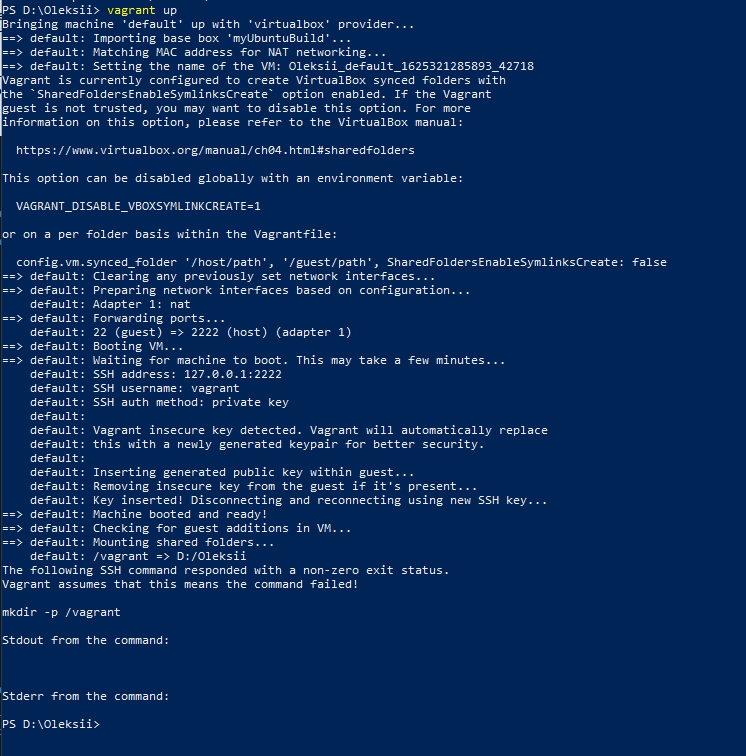 PS D:\Oleksii> vagrant up
Bringing machine 'default' up with 'virtualbox' provider...
==> default: Importing base box 'myUbuntuBuild'...
==> default: Matching MAC address for NAT networking...
==> default: Setting the name of the VM: Oleksii_default_1625321285893_42718
Vagrant is currently configured to create VirtualBox synced folders with
the `SharedFoldersEnableSymlinksCreate` option enabled. If the Vagrant
guest is not trusted, you may want to disable this option. For more
information on this option, please refer to the VirtualBox manual:
https://www.virtualbox.org/manual/ch04.html#sharedfolders
This option can be disabled globally with an environment variable:
VAGRANT_DISABLE_VBOXSYMLINKCREATE=1
or on a per folder basis within the Vagrantfile:
config.vm.synced_folder '/host/path', '/guest/path', SharedFoldersEnableSymlinksCreate: false
==> default: Clearing any previously set network interfaces...
==> default: Preparing network interfaces based on configuration...
default: Adapter 1: nat
==> default: Forwarding ports...
default: 22 (guest) => 2222 (host) (adapter 1)
==> default: Booting VM...
==> default: Waiting for machine to boot. This may take a few minutes...
default: SSH address: 127.0.0.1:2222
default: SSH username: vagrant
default: SSH auth method: private key
default:
default: Vagrant insecure key detected. Vagrant will automatically replace
default: this with a newly generated keypair for better security.
default:
default: Inserting generated public key within guest...
default: Removing insecure key from the guest if it's present...
default: Key inserted! Disconnecting and reconnecting using new SSH key...
==> default: Machine booted and ready!
==> default: Checking for guest additions in VM...
==> default: Mounting shared folders...
default: /vagrant => D:/Oleksii
The following SSH command responded with a non-zero exit status.
Vagrant assumes that this means the command failed!
mkdir -p /vagrant
Stdout from the command:
Stderr from the command:
PS D:\Oleksii>